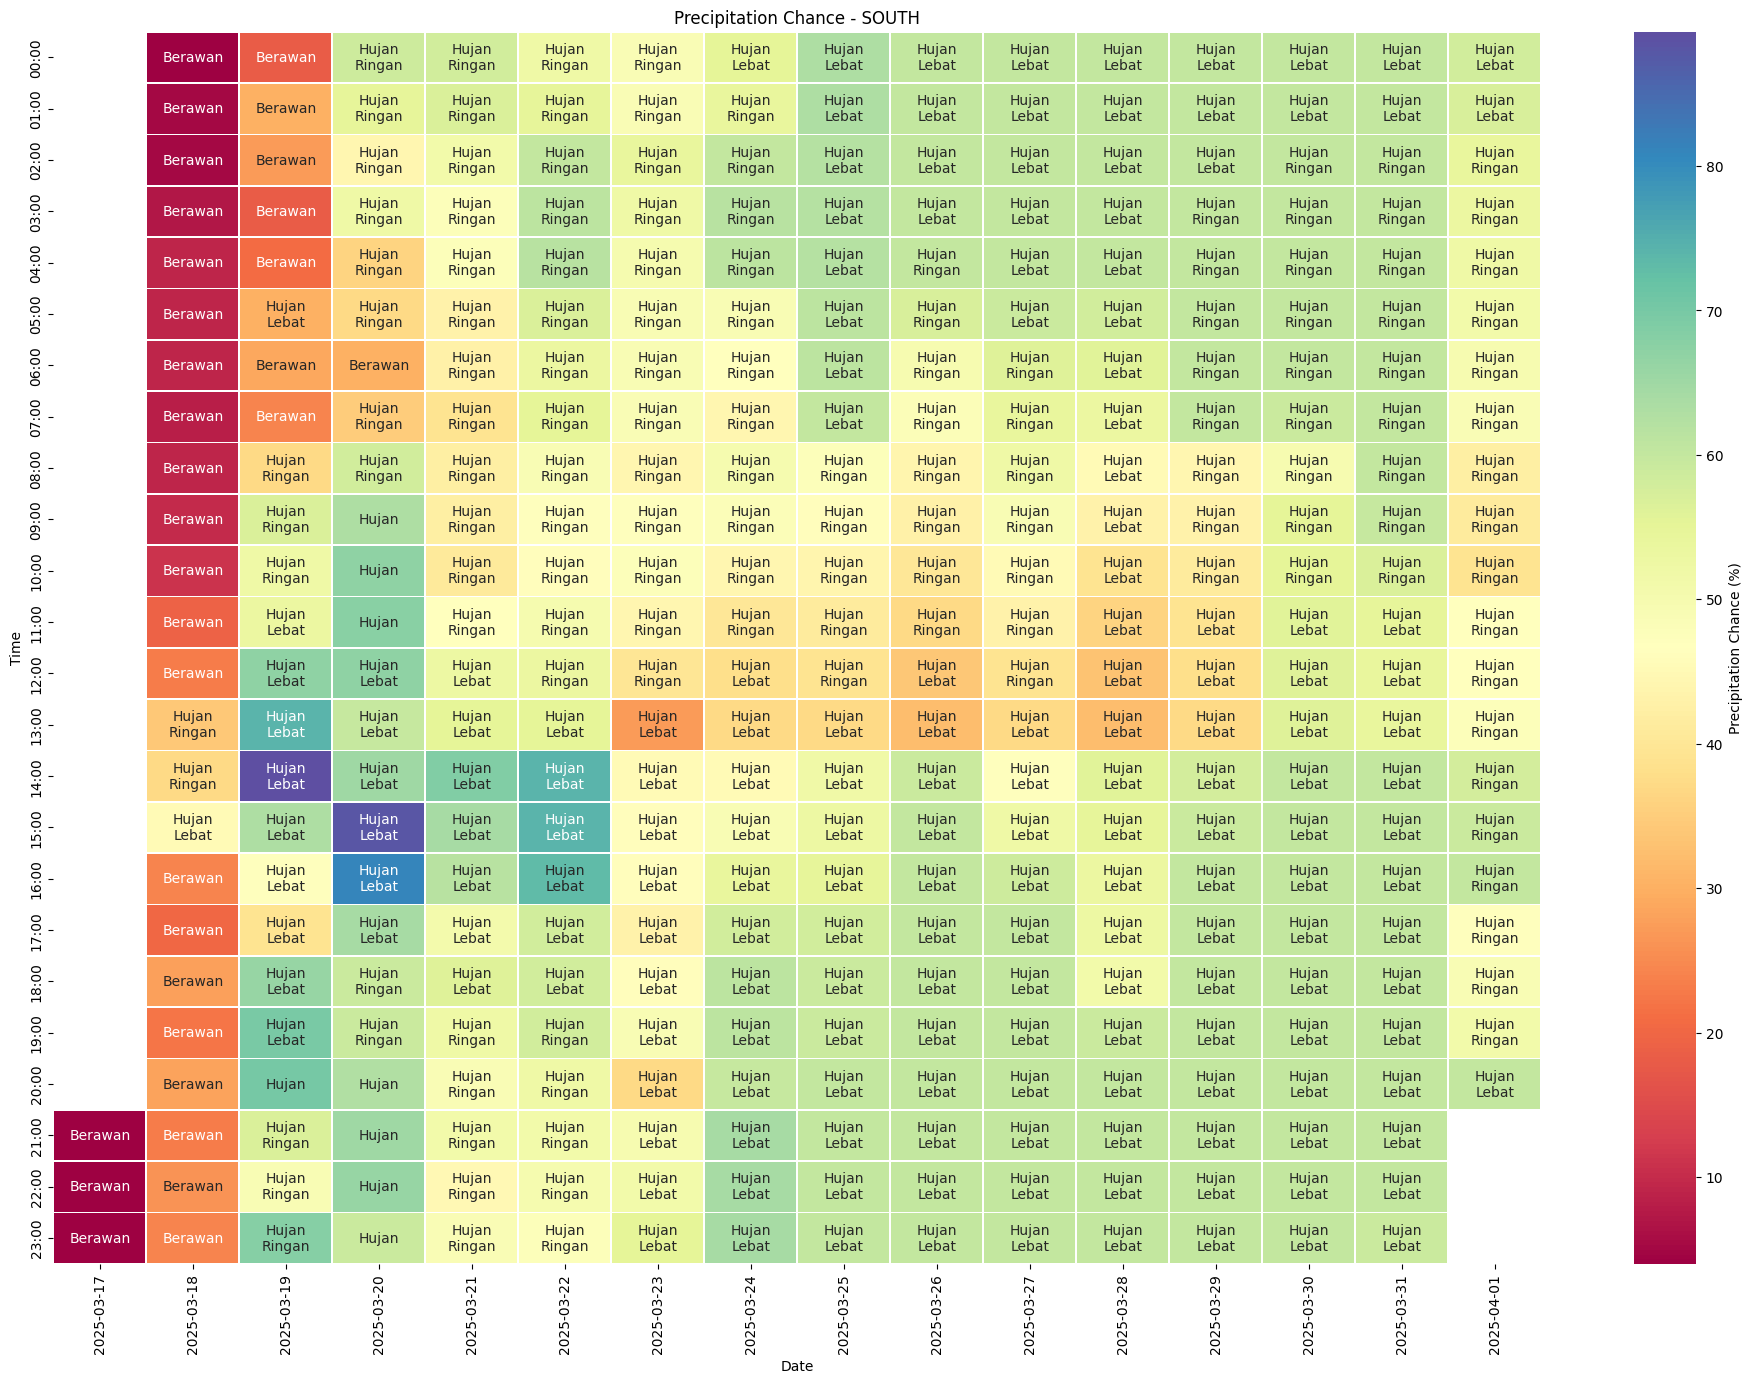 Precipitation Chance - SOUTH
00:00 Berawan Berawan Hujan Ringan Hujan Ringan Hujan Ringan Hujan Ringan Hujan Lebat Hujan Lebat Hujan Lebat Hujan Lebat Hujan Lebat Hujan Lebat Hujan Lebat Hujan Lebat Hujan Lebat
01:00 Berawan Berawan Hujan Ringan Hujan Ringan Hujan Ringan Hujan Ringan Hujan Ringan Hujan Lebat Hujan Lebat Hujan Lebat Hujan Lebat Hujan Lebat Hujan Lebat Hujan Lebat Hujan Lebat
02:00 Berawan Berawan Hujan Ringan Hujan Ringan Hujan Ringan Hujan Ringan Hujan Ringan Hujan Lebat Hujan Lebat Hujan Lebat Hujan Lebat Hujan Lebat Hujan Ringan Hujan Ringan Hujan Ringan
03:00 Berawan Berawan Hujan Ringan Hujan Ringan Hujan Ringan Hujan Ringan Hujan Ringan Hujan Lebat Hujan Lebat Hujan Lebat Hujan Lebat Hujan Ringan Hujan Ringan Hujan Ringan Hujan Ringan
04:00 Berawan Berawan Hujan Ringan Hujan Ringan Hujan Ringan Hujan Ringan Hujan Ringan Hujan Lebat Hujan Ringan Hujan Lebat Hujan Lebat Hujan Ringan Hujan Ringan Hujan Ringan Hujan Ringan
05:00 Berawan Hujan Lebat Hujan Ringan Hujan Ringan Hujan Ringan Hujan Ringan Hujan Ringan Hujan Lebat Hujan Ringan Hujan Lebat Hujan Lebat Hujan Ringan Hujan Ringan Hujan Ringan Hujan Ringan
06:00 Berawan Berawan Berawan Hujan Ringan Hujan Ringan Hujan Ringan Hujan Ringan Hujan Lebat Hujan Ringan Hujan Ringan Hujan Lebat Hujan Ringan Hujan Ringan Hujan Ringan Hujan Ringan
07:00 Berawan Berawan Hujan Ringan Hujan Ringan Hujan Ringan Hujan Ringan Hujan Ringan Hujan Lebat Hujan Ringan Hujan Ringan Hujan Lebat Hujan Ringan Hujan Ringan Hujan Ringan Hujan Ringan
08:00 Berawan Hujan Ringan Hujan Ringan Hujan Ringan Hujan Ringan Hujan Ringan Hujan Ringan Hujan Ringan Hujan Ringan Hujan Ringan Hujan Lebat Hujan Ringan Hujan Ringan Hujan Ringan Hujan Ringan
09:00 Berawan Hujan Ringan Hujan Hujan Ringan Hujan Ringan Hujan Ringan Hujan Ringan Hujan Ringan Hujan Ringan Hujan Ringan Hujan Lebat Hujan Ringan Hujan Ringan Hujan Ringan Hujan Ringan
10:00 Berawan Hujan Ringan Hujan Hujan Ringan Hujan Ringan Hujan Ringan Hujan Ringan Hujan Ringan Hujan Ringan Hujan Ringan Hujan Lebat Hujan Ringan Hujan Ringan Hujan Ringan Hujan Ringan
11:00 Berawan Hujan Lebat Hujan Hujan Ringan Hujan Ringan Hujan Ringan Hujan Ringan Hujan Ringan Hujan Ringan Hujan Ringan Hujan Lebat Hujan Lebat Hujan Lebat Hujan Lebat Hujan Ringan
12:00 Berawan Hujan Lebat Hujan Lebat Hujan Lebat Hujan Ringan Hujan Ringan Hujan Lebat Hujan Ringan Hujan Lebat Hujan Ringan Hujan Lebat Hujan Lebat Hujan Lebat Hujan Lebat Hujan Ringan
13:00 Hujan Ringan Hujan Lebat Hujan Lebat Hujan Lebat Hujan Lebat Hujan Lebat Hujan Lebat Hujan Lebat Hujan Lebat Hujan Lebat Hujan Lebat Hujan Lebat Hujan Lebat Hujan Lebat Hujan Ringan
14:00 Hujan Ringan Hujan Lebat Hujan Lebat Hujan Lebat Hujan Lebat Hujan Lebat Hujan Lebat Hujan Lebat Hujan Lebat Hujan Lebat Hujan Lebat Hujan Lebat Hujan Lebat Hujan Lebat Hujan Ringan
15:00 Hujan Lebat Hujan Lebat Hujan Lebat Hujan Lebat Hujan Lebat Hujan Lebat Hujan Lebat Hujan Lebat Hujan Lebat Hujan Lebat Hujan Lebat Hujan Lebat Hujan Lebat Hujan Lebat Hujan Ringan
16:00 Berawan Hujan Lebat Hujan Lebat Hujan Lebat Hujan Lebat Hujan Lebat Hujan Lebat Hujan Lebat Hujan Lebat Hujan Lebat Hujan Lebat Hujan Lebat Hujan Lebat Hujan Lebat Hujan Ringan
17:00 Berawan Hujan Lebat Hujan Lebat Hujan Lebat Hujan Lebat Hujan Lebat Hujan Lebat Hujan Lebat Hujan Lebat Hujan Lebat Hujan Lebat Hujan Lebat Hujan Lebat Hujan Lebat Hujan Ringan
18:00 Berawan Hujan Lebat Hujan Ringan Hujan Lebat Hujan Lebat Hujan Lebat Hujan Lebat Hujan Lebat Hujan Lebat Hujan Lebat Hujan Lebat Hujan Lebat Hujan Lebat Hujan Lebat Hujan Ringan
19:00 Berawan Hujan Lebat Hujan Ringan Hujan Ringan Hujan Ringan Hujan Lebat Hujan Lebat Hujan Lebat Hujan Lebat Hujan Lebat Hujan Lebat Hujan Lebat Hujan Lebat Hujan Lebat Hujan Ringan
20:00 Berawan Hujan Hujan Hujan Ringan Hujan Ringan Hujan Lebat Hujan Lebat Hujan Lebat Hujan Lebat Hujan Lebat Hujan Lebat Hujan Lebat Hujan Lebat Hujan Lebat Hujan Lebat
21:00 Berawan Berawan Hujan Ringan Hujan Hujan Ringan Hujan Ringan Hujan Lebat Hujan Lebat Hujan Lebat Hujan Lebat Hujan Lebat Hujan Lebat Hujan Lebat Hujan Lebat Hujan Lebat
22:00 Berawan Berawan Hujan Ringan Hujan Hujan Ringan Hujan Ringan Hujan Lebat Hujan Lebat Hujan Lebat Hujan Lebat Hujan Lebat Hujan Lebat Hujan Lebat Hujan Lebat Hujan Lebat
23:00 Berawan Berawan Hujan Ringan Hujan Hujan Ringan Hujan Ringan Hujan Lebat Hujan Lebat Hujan Lebat Hujan Lebat Hujan Lebat Hujan Lebat Hujan Lebat Hujan Lebat Hujan Lebat
2025-03-17 2025-03-18 2025-03-19 2025-03-20 2025-03-21 2025-03-22 2025-03-23 2025-03-24 2025-03-25 2025-03-26 2025-03-27 2025-03-28 2025-03-29 2025-03-30 2025-03-31 2025-04-01
Date
Time
80
70
60
50
40
30
20
10
Precipitation Chance (%)